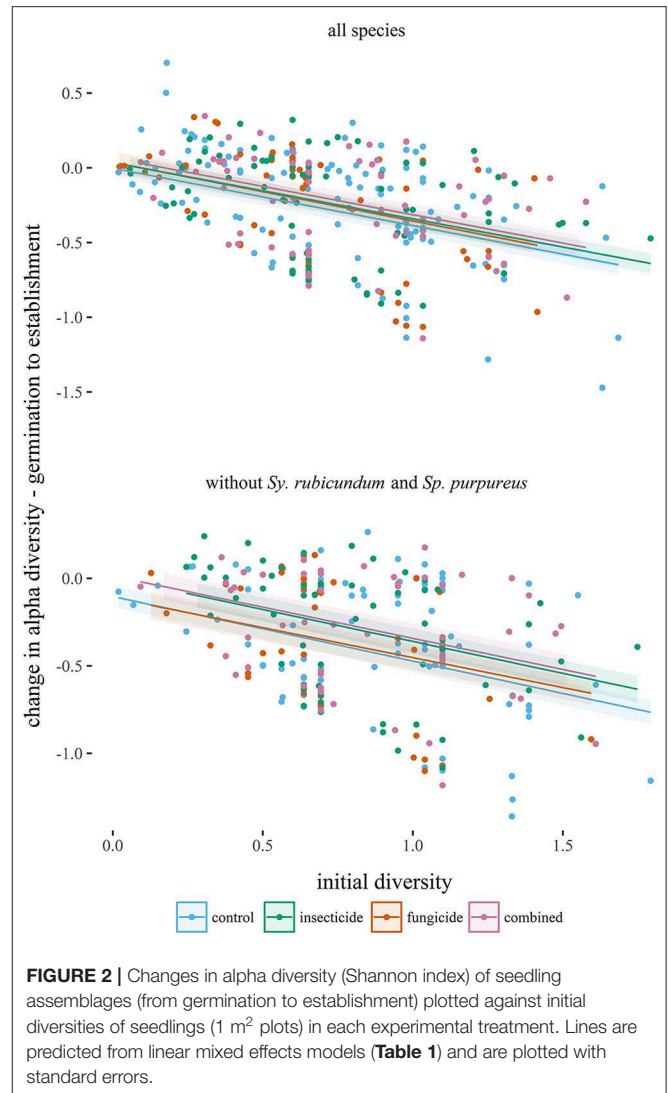 all species
0.5
0.0
-0.5
-1.0
-1.5
change in alpha diversity - germination to establishment
without Sy. rubicundum and Sp. purpureus
0.0
-0.5
-1.0
0.0 0.5 1.0 1.5
initial diversity
control insecticide fungicide combined
FIGURE 2 | Changes in alpha diversity (Shannon index) of seedling
assemblages (from germination to establishment) plotted against initial
diversities of seedlings (1 m² plots) in each experimental treatment. Lines are
predicted from linear mixed effects models (Table 1) and are plotted with
standard errors.